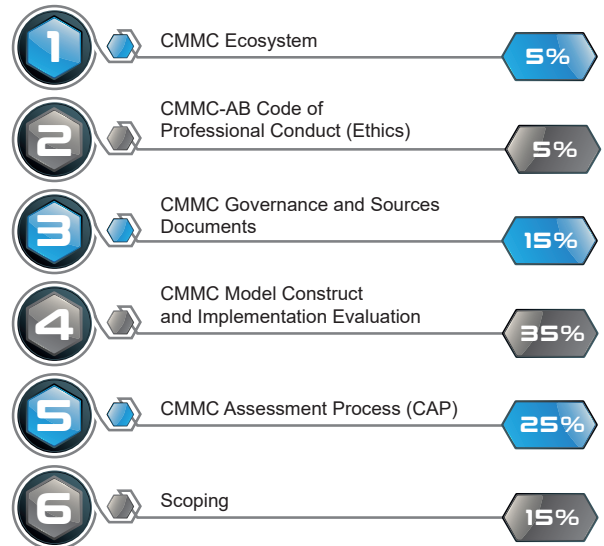 1
CMMC Ecosystem
5%
2
CMMC-AB Code of
Professional Conduct (Ethics)
5%
3
CMMC Governance and Sources
Documents
15%
4
CMMC Model Construct
and Implementation Evaluation
35%
5
CMMC Assessment Process (CAP)
25%
6
Scoping
15%